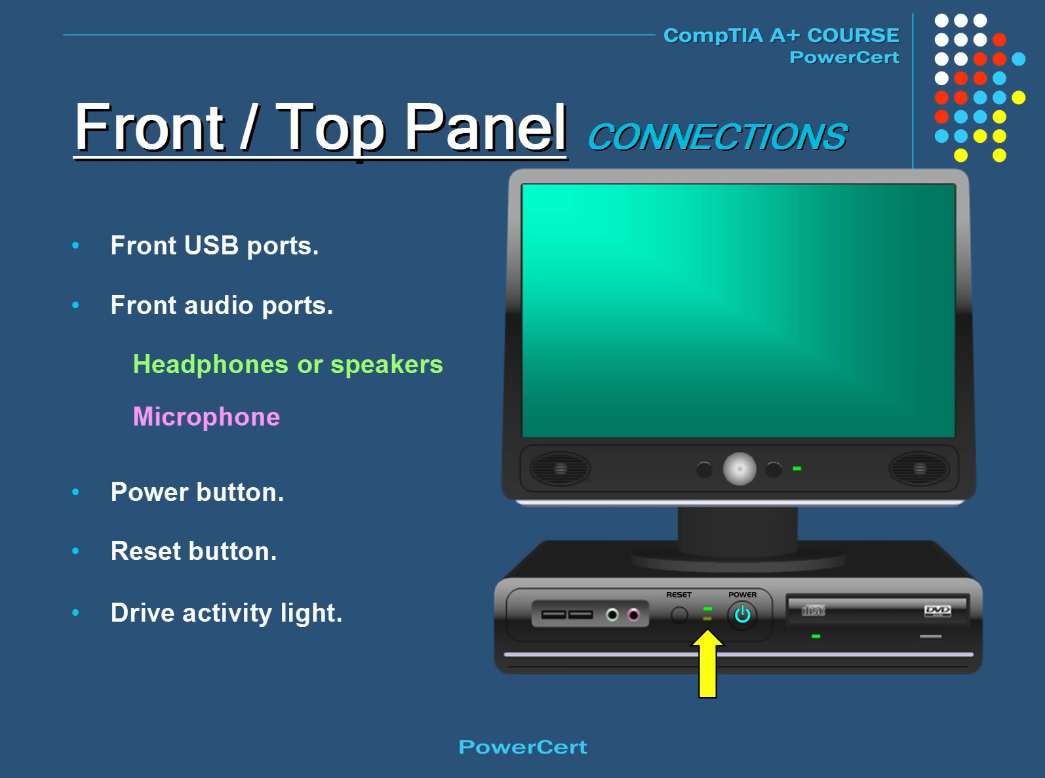 CompTIA A+ COURSE
PowerCert
Front / Top Panel CONNECTIONS
• Front USB ports.
• Front audio ports.
Headphones or speakers
Microphone
• Power button.
• Reset button.
• Drive activity light.
RESET
POWER
disc
DVD
PowerCert